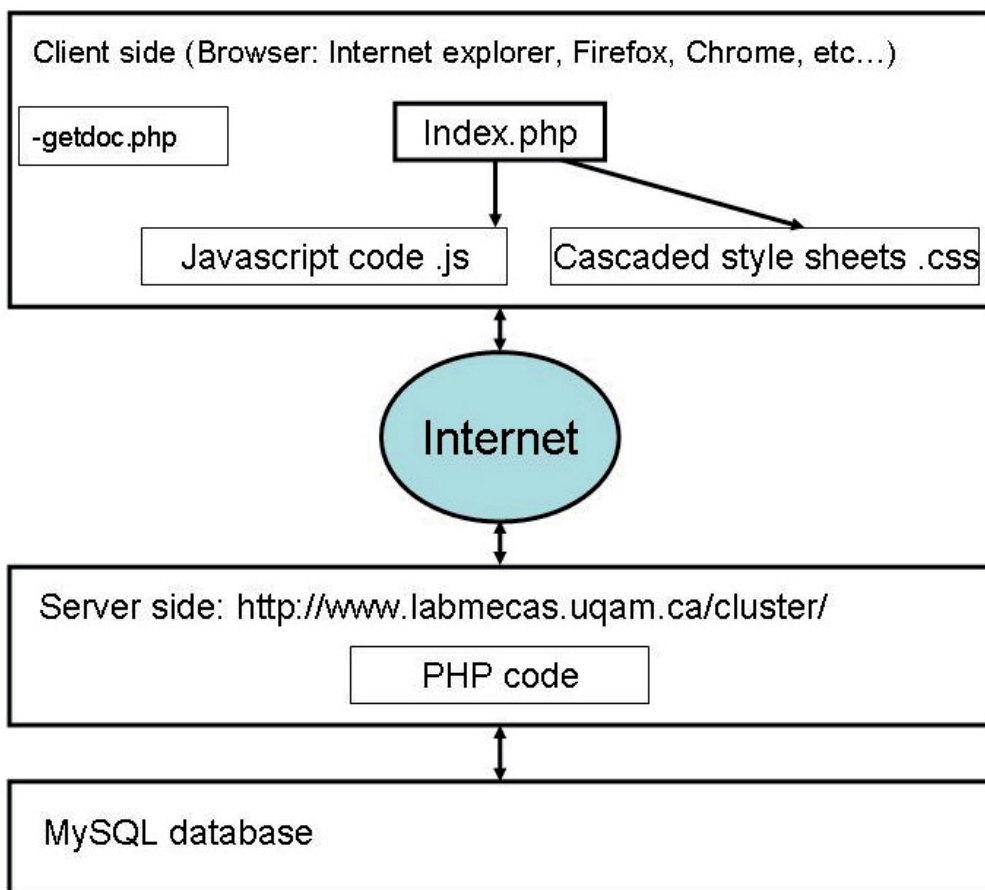 Client side (Browser: Internet explorer, Firefox, Chrome, etc...)
-getdoc.php
Index.php
Javascript code .js
Cascaded style sheets .css
Internet
Server side: http://www.labmecas.uqam.ca/cluster/
PHP code
MySQL database